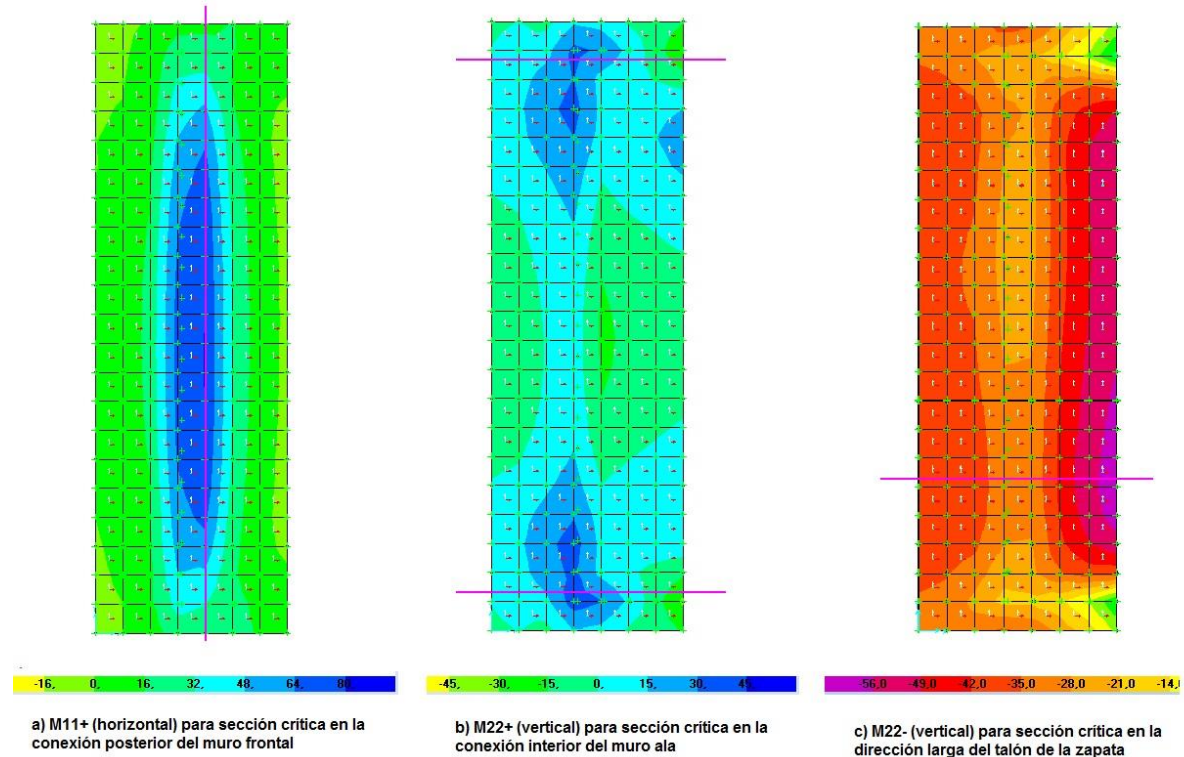 -16, 0, 16, 32, 48, 64, 80,
-45, -30, -15, 0, 15, 30, 45
-56,0 -49,0 -42,0 -35,0 -28,0 -21,0 -14,0
a) M11+ (horizontal) para sección crítica en la
conexión posterior del muro frontal
b) M22+ (vertical) para sección crítica en la
conexión interior del muro ala
c) M22- (vertical) para sección crítica en la
dirección larga del talón de la zapata